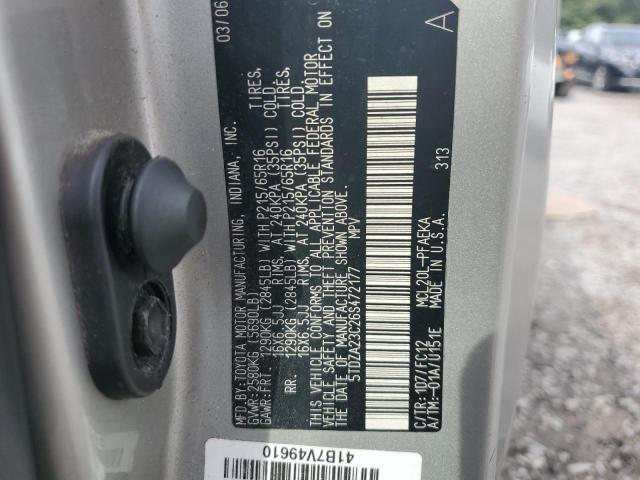 MFD.BY:TOYOTA MOTOR MANUFACTURING, INDIANA, INC. 03/06
GVWR: 2580KG (5690LB)
GAWR:FRT. 1290KG (2845LB) WITH P215/65R16 TIRES,
16X6.5JJ RIMS, AT 240KPA (35PSI) COLD
RR. 1290KG (2845LB) WITH P215/65R16 TIRES,
16X6.5JJ RIMS, AT 240KPA (35PSI) COLD
THIS VEHICLE CONFORMS TO ALL APPLICABLE FEDERAL MOTOR
VEHICLE SAFETY AND THEFT PREVENTION STANDARDS IN EFFECT ON
THE DATE OF MANUFACTURE SHOWN ABOVE.
5TDZA23C26S472177 MPV
A
C/TR:1D7/FC12 MCL20L-PFAEKA 313
A/TM:-01A/U151E MADE IN U.S.A.
41B7V49610